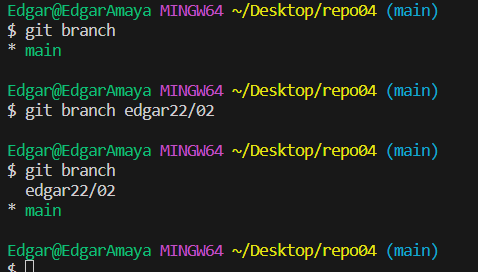 Edgar@EdgarAmaya MINGW64 ~/Desktop/repo04 (main)
$ git branch
* main
Edgar@EdgarAmaya MINGW64 ~/Desktop/repo04 (main)
$ git branch edgar22/02
Edgar@EdgarAmaya MINGW64 ~/Desktop/repo04 (main)
$ git branch
  edgar22/02
* main
Edgar@EdgarAmaya MINGW64 ~/Desktop/repo04 (main)
$